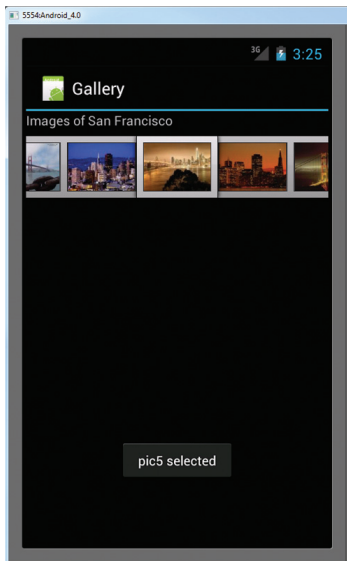 5554:Android_4.0
3G 3:25
Gallery
Images of San Francisco
pic5 selected